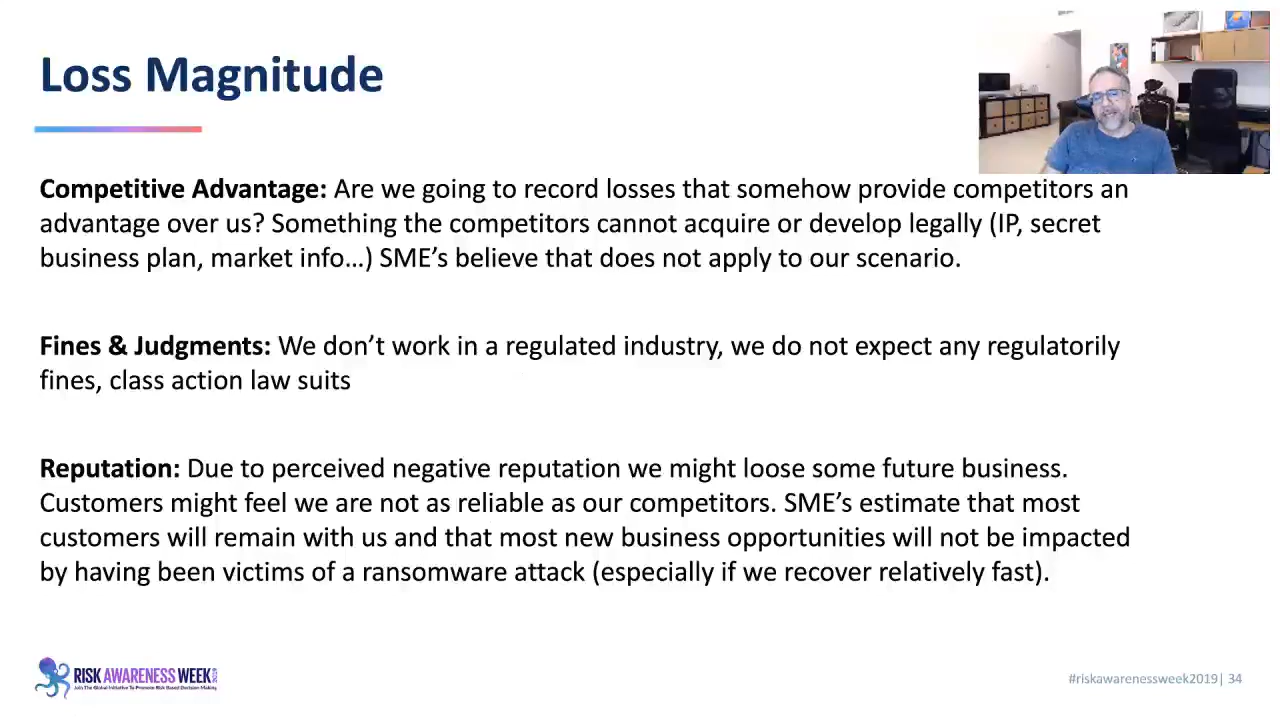 Loss Magnitude
Competitive Advantage: Are we going to record losses that somehow provide competitors an
advantage over us? Something the competitors cannot acquire or develop legally (IP, secret
business plan, market info…) SME’s believe that does not apply to our scenario.
Fines & Judgments: We don’t work in a regulated industry, we do not expect any regulatorily
fines, class action law suits
Reputation: Due to perceived negative reputation we might loose some future business.
Customers might feel we are not as reliable as our competitors. SME’s estimate that most
customers will remain with us and that most new business opportunities will not be impacted
by having been victims of a ransomware attack (especially if we recover relatively fast).
RISK AWARENESS WEEK 2019
Join The Global Initiative To Promote Risk Based Decision Making
#riskawarenessweek2019| 34